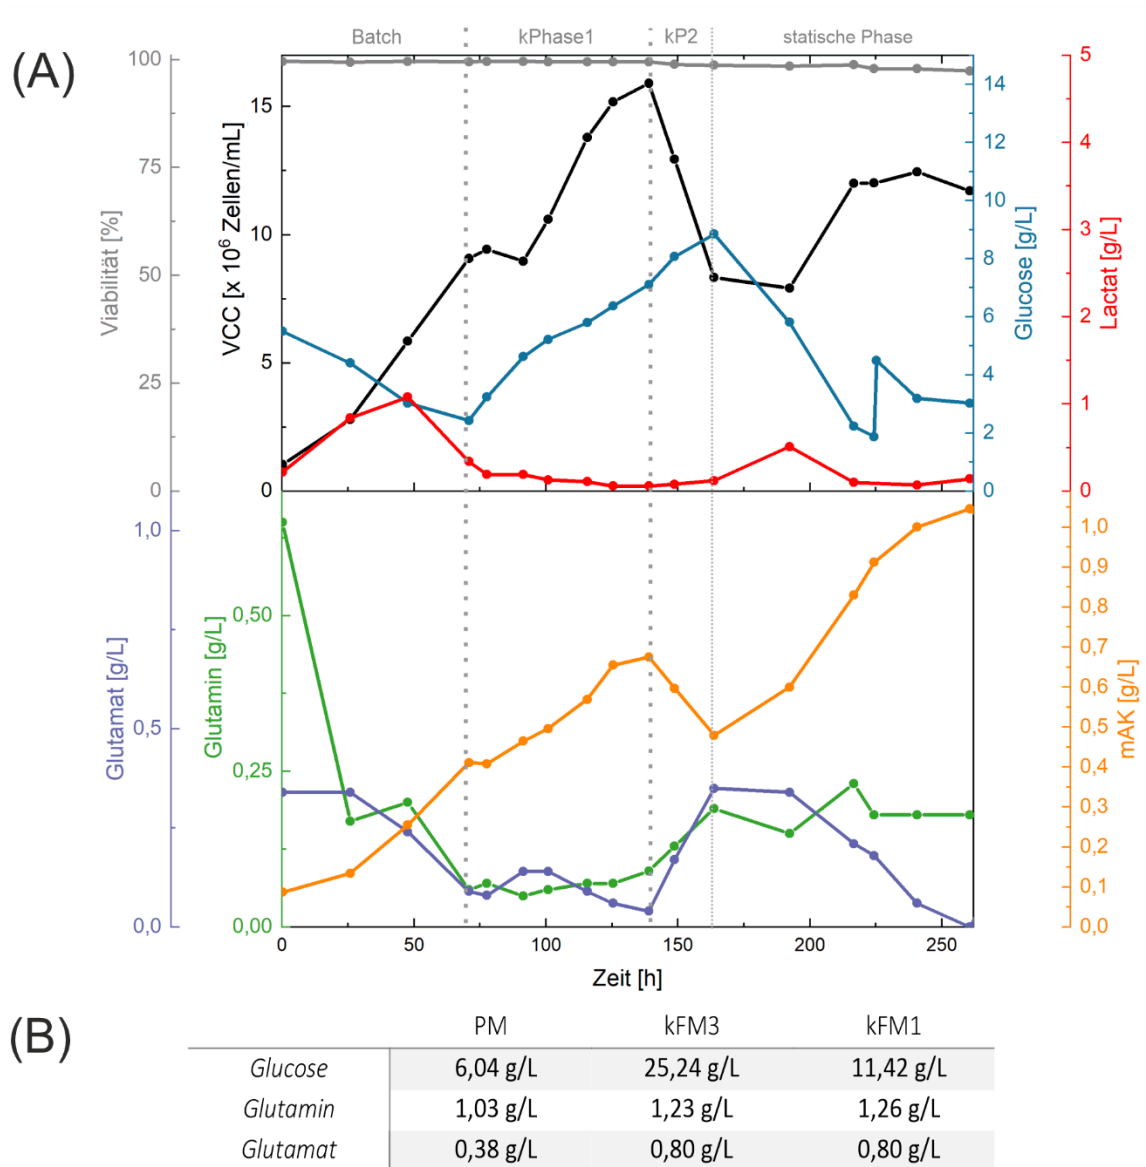 (A)
Batch kPhase1 kP2 statische Phase
100 75 50 25 0
Viabilität [%]
15 10 5 0
VCC [x 10⁶ Zellen/mL]
14 12 10 8 6 4 2 0
Glucose [g/L]
5 4 3 2 1 0
Lactat [g/L]
1,0 0,5 0,0
Glutamat [g/L]
0,50 0,25 0,00
Glutamin [g/L]
1,0 0,9 0,8 0,7 0,6 0,5 0,4 0,3 0,2 0,1 0,0
mAK [g/L]
0 50 100 150 200 250
Zeit [h]
(B)
PM kFM3 kFM1
Glucose 6,04 g/L 25,24 g/L 11,42 g/L
Glutamin 1,03 g/L 1,23 g/L 1,26 g/L
Glutamat 0,38 g/L 0,80 g/L 0,80 g/L